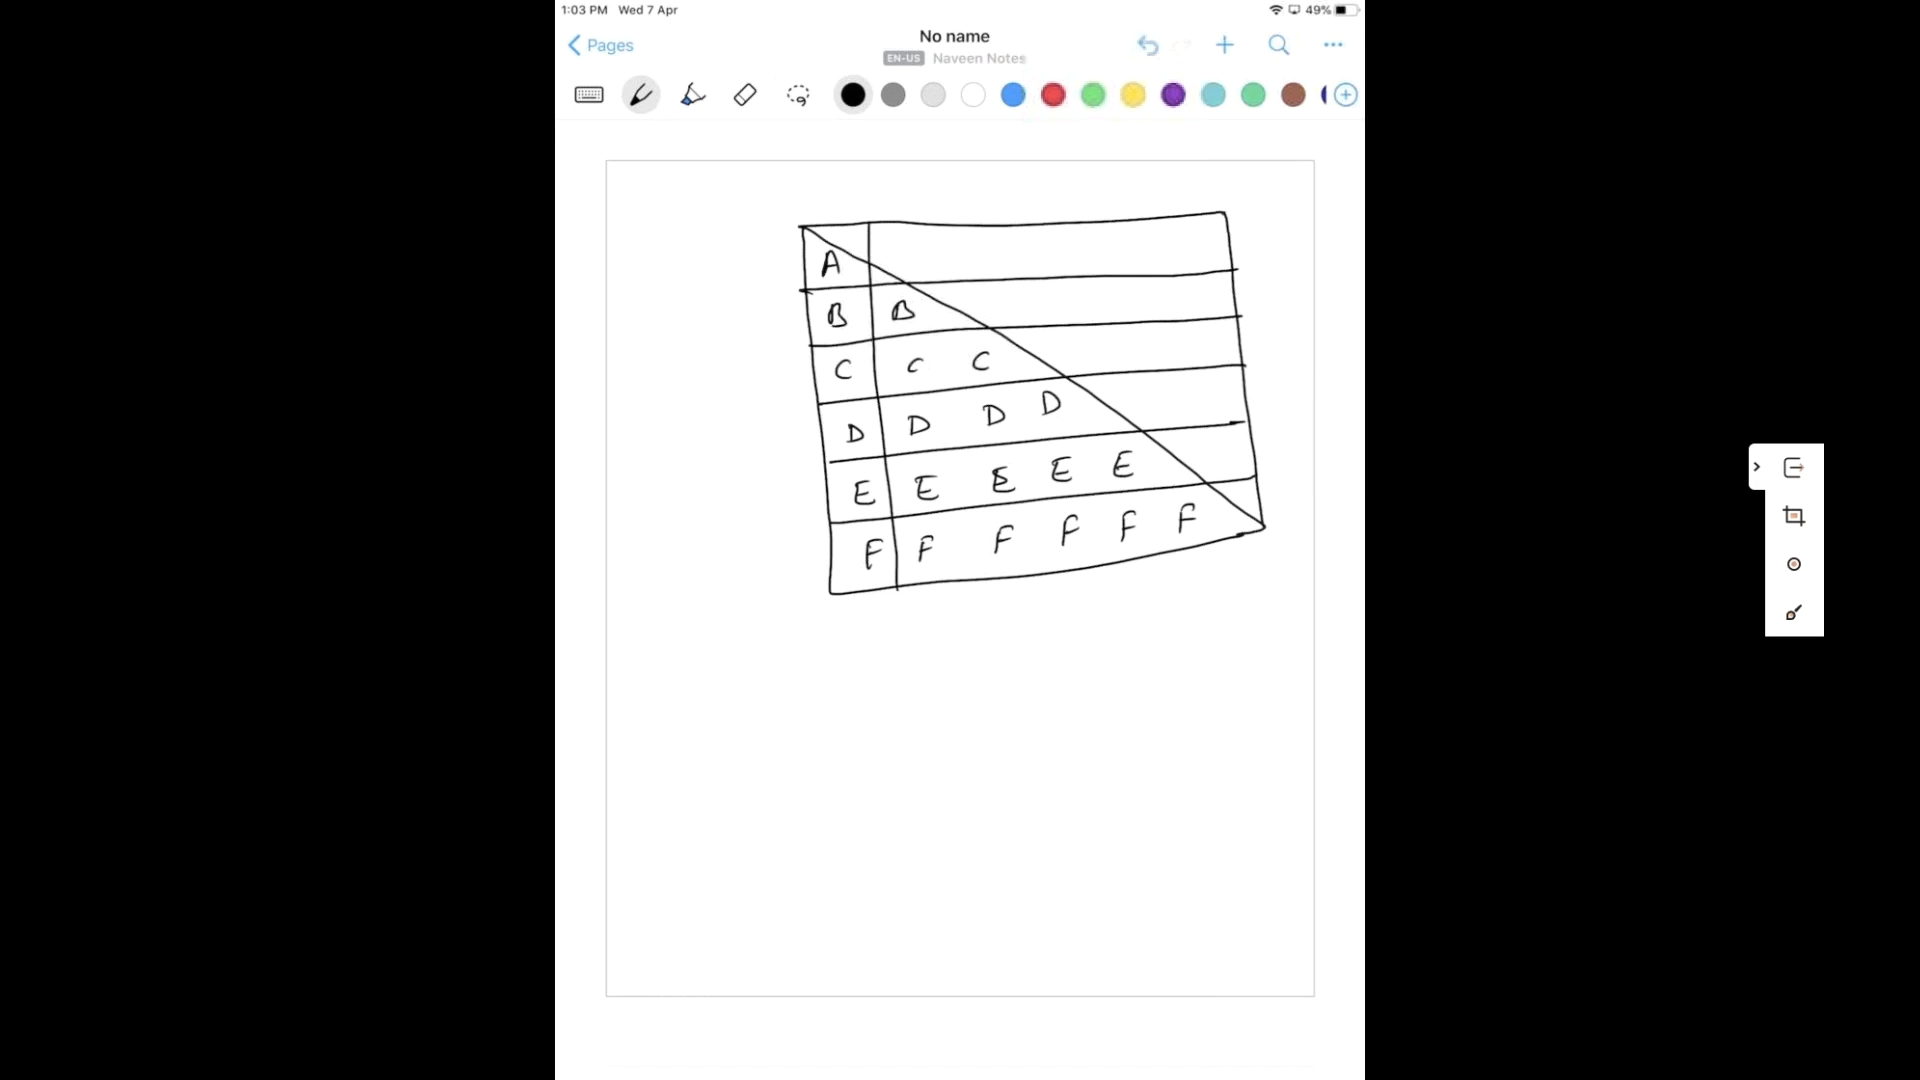 1:03 PM Wed 7 Apr
49%
Pages
No name
EN-US Naveen Notes
A
B B
C C C
D D D D
E E E E E
F F F F F F